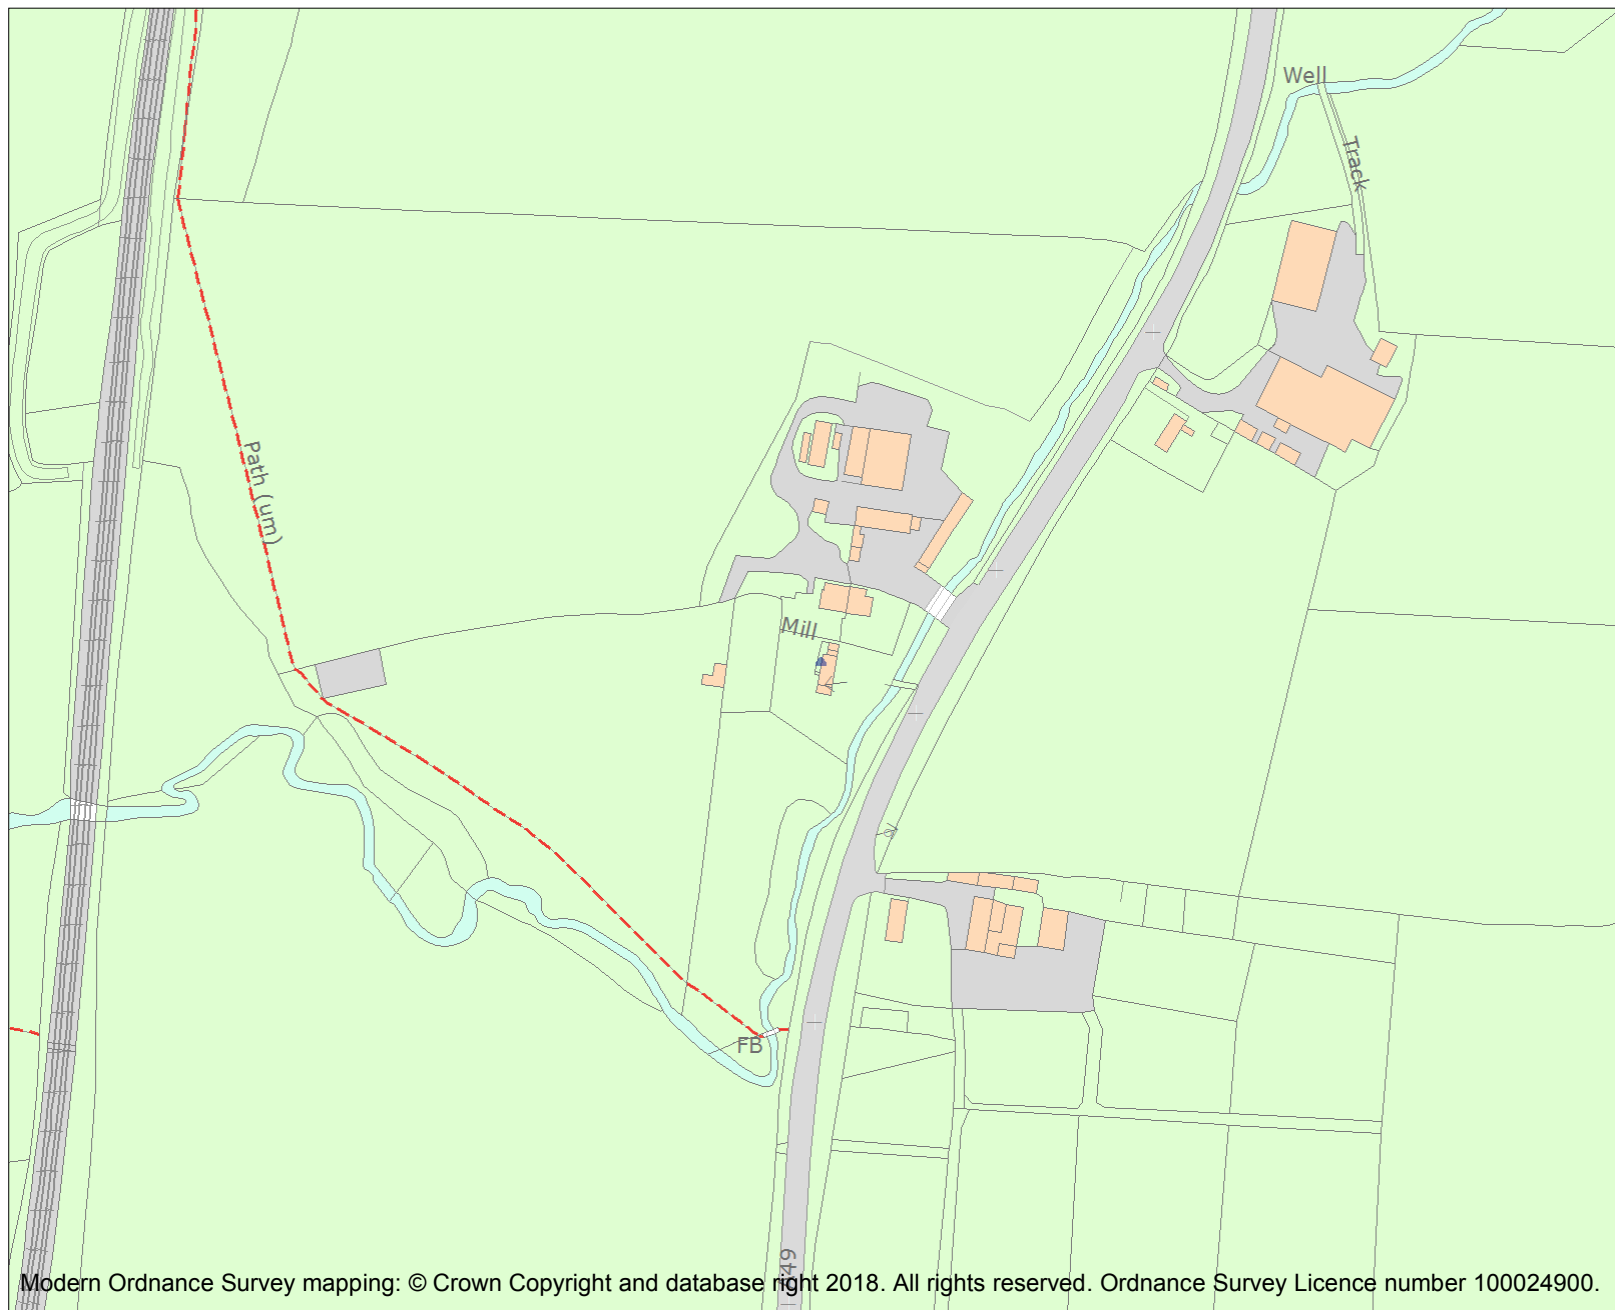 Well
Track
Path (um)
Mill
FB
Modern Ordnance Survey mapping: © Crown Copyright and database right 2018. All rights reserved. Ordnance Survey Licence number 100024900.